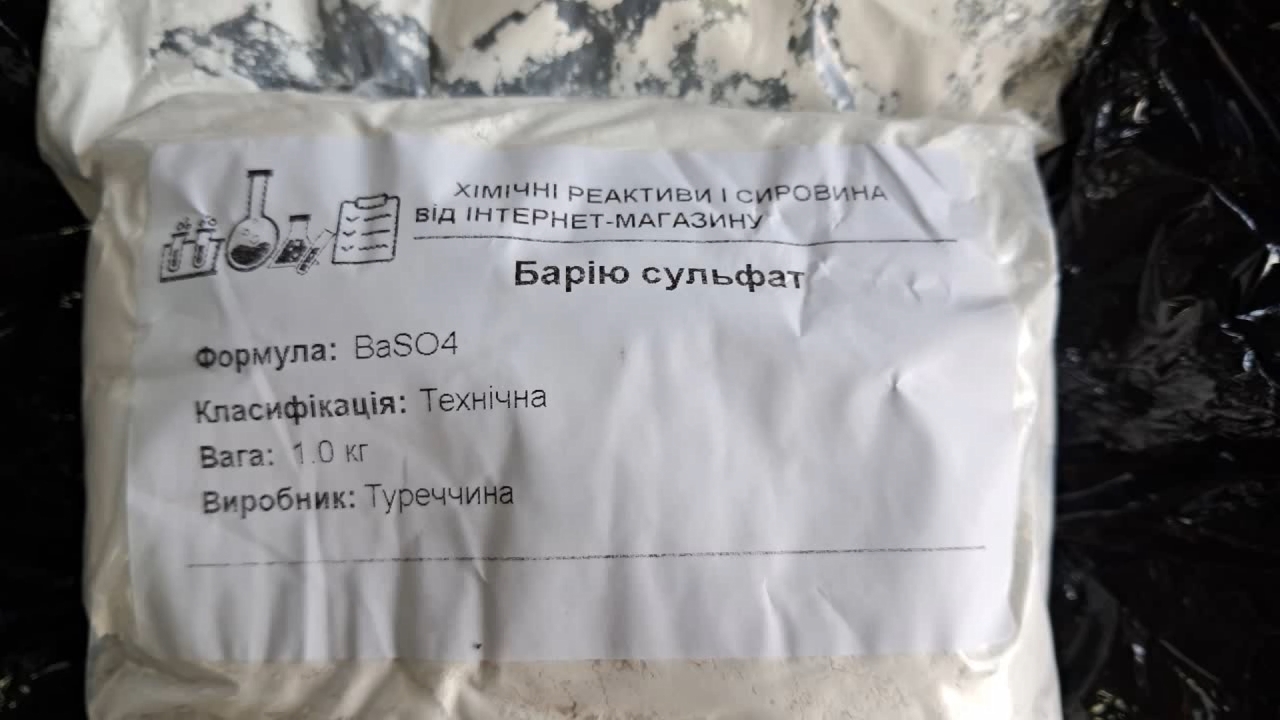 ХІМІЧНІ РЕАКТИВИ І СИРОВИНА
від ІНТЕРНЕТ-МАГАЗИНУ
Барію сульфат
Формула: BaSO4
Класифікація: Технічна
Вага: 1.0 кг
Виробник: Туреччина